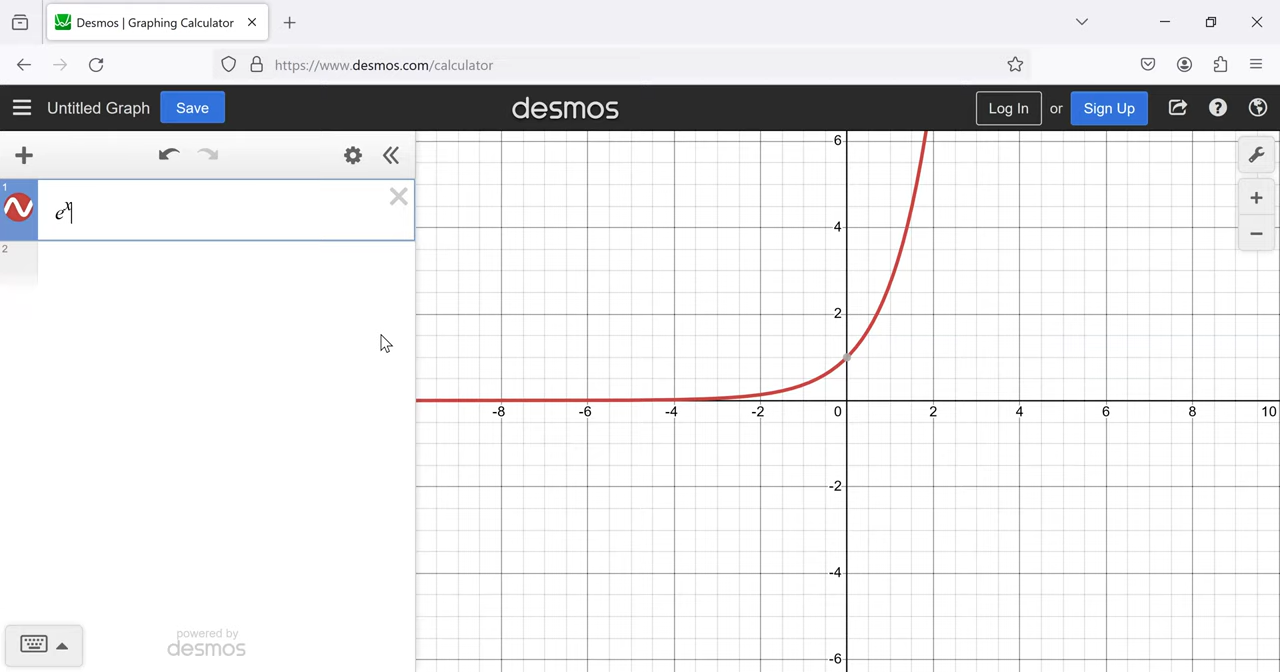 Desmos | Graphing Calculator
https://www.desmos.com/calculator
Untitled Graph Save desmos Log In or Sign Up
1
eˣ
2
powered by
desmos
6
4
2
-8 -6 -4 -2 0 2 4 6 8 10
-2
-4
-6